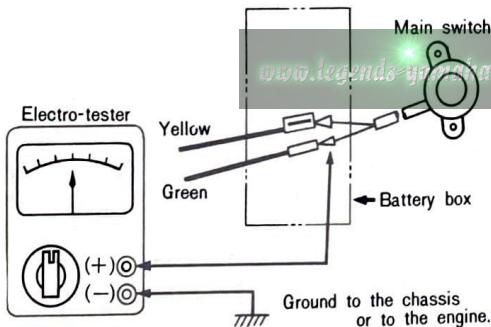 Main switch
www.legends-yamaha
Electro-tester
Yellow
Green
Battery box
(+)
(−)
Ground to the chassis
or to the engine.